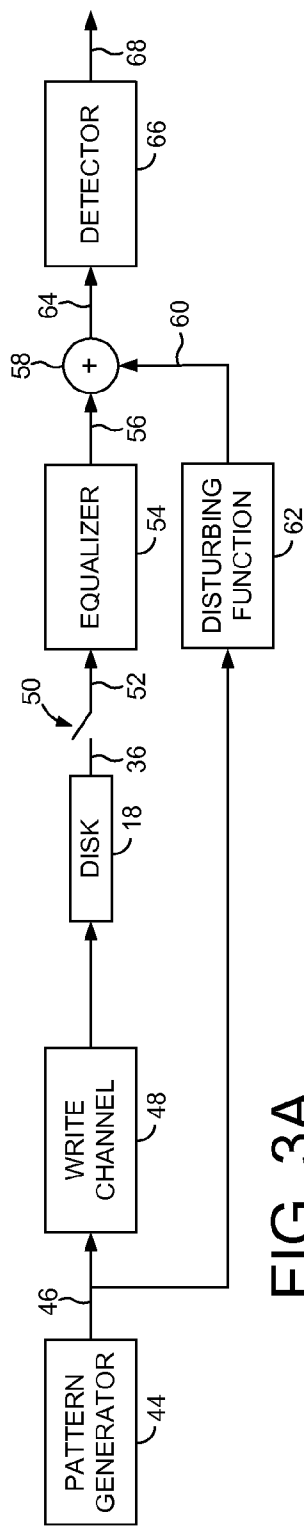 PATTERN
GENERATOR
44
46
WRITE
CHANNEL
48
DISK
18
36
50
52
EQUALIZER
54
56
58
+
60
DISTURBING
FUNCTION
62
64
DETECTOR
66
68
FIG. 3A